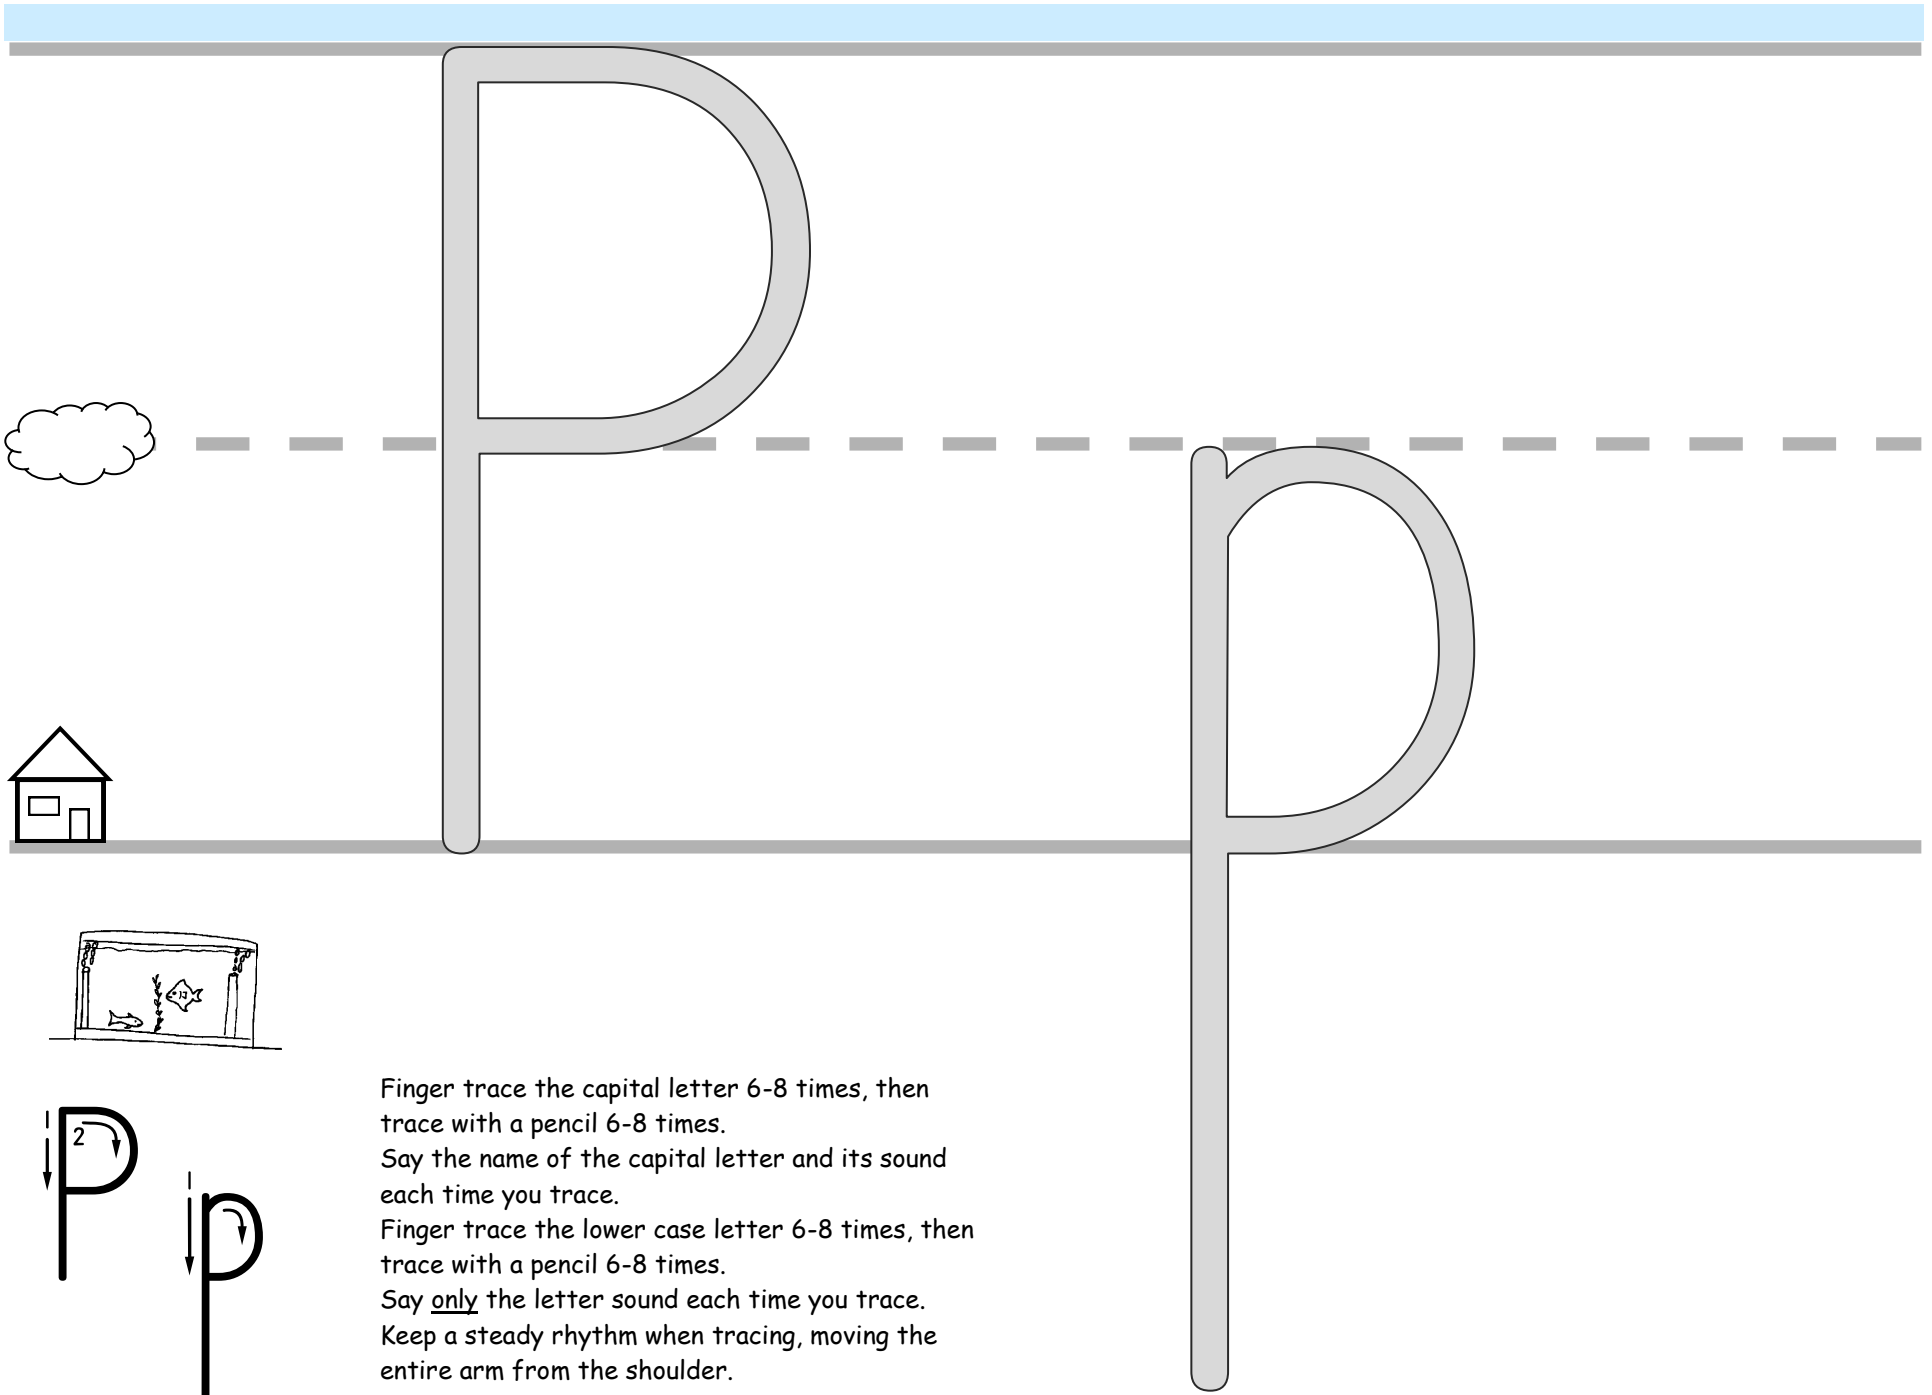 P
p
P 2
p
Finger trace the capital letter 6-8 times, then
trace with a pencil 6-8 times.
Say the name of the capital letter and its sound
each time you trace.
Finger trace the lower case letter 6-8 times, then
trace with a pencil 6-8 times.
Say only the letter sound each time you trace.
Keep a steady rhythm when tracing, moving the
entire arm from the shoulder.